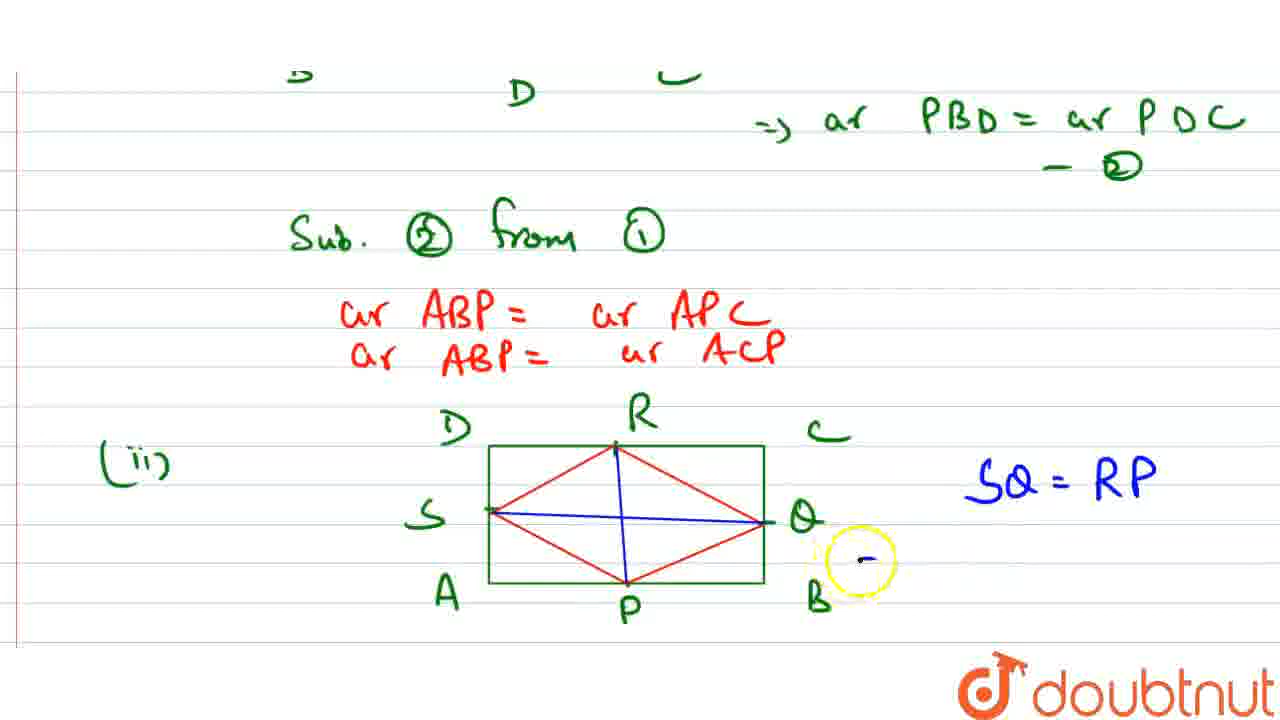 B D C
=> ar PBD = ar PDC
- ②
Sub. ② from ①
ar ABP = ar APC
ar ABP = ar ACP
(ii)
D R C
S Q
SQ = RP
A P B
doubtnut